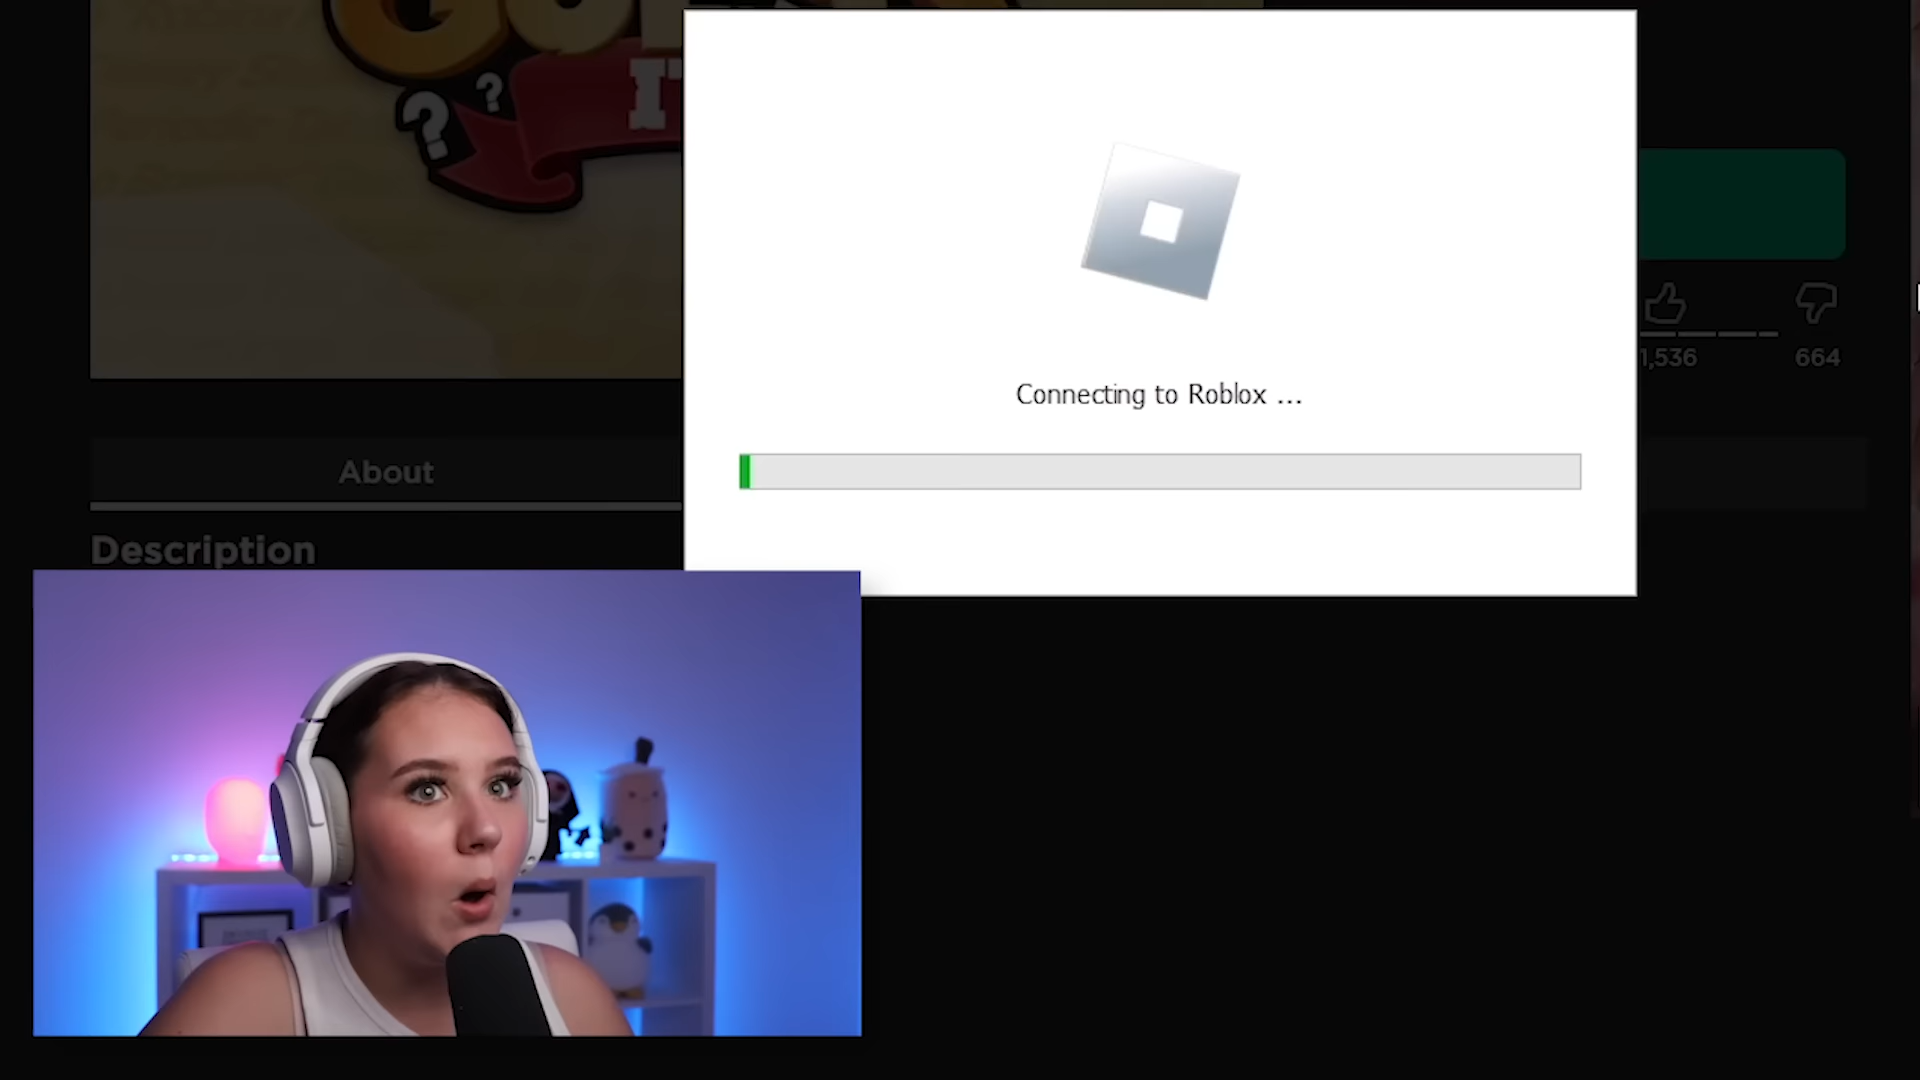 ? ?
Connecting to Roblox ...
1,536 664
About
Description